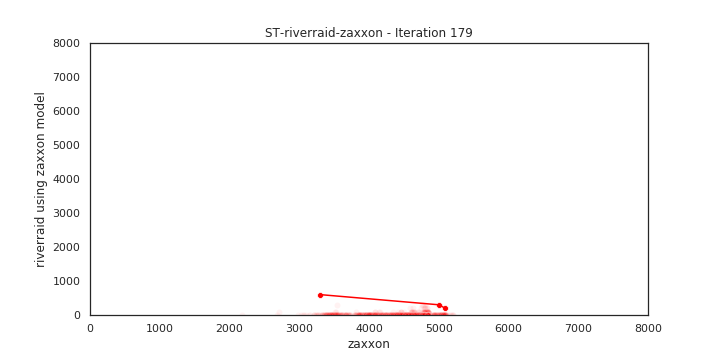 ST-riverraid-zaxxon - Iteration 179
8000
7000
6000
5000
4000
3000
2000
1000
0
riverraid using zaxxon model
0 1000 2000 3000 4000 5000 6000 7000 8000
zaxxon